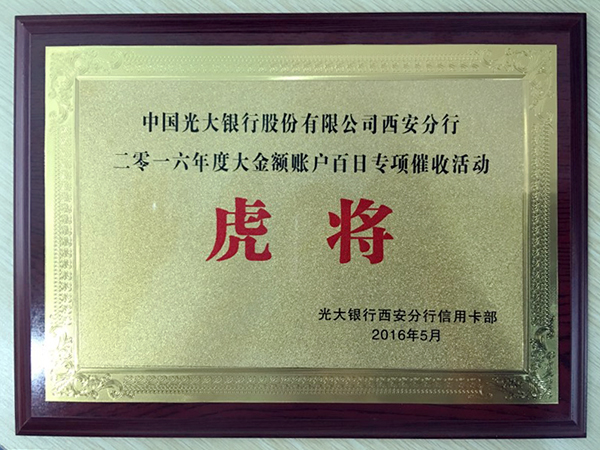 中国光大银行股份有限公司西安分行
二零一六年度大金额账户百日专项催收活动
虎将
光大银行西安分行信用卡部
2016年5月